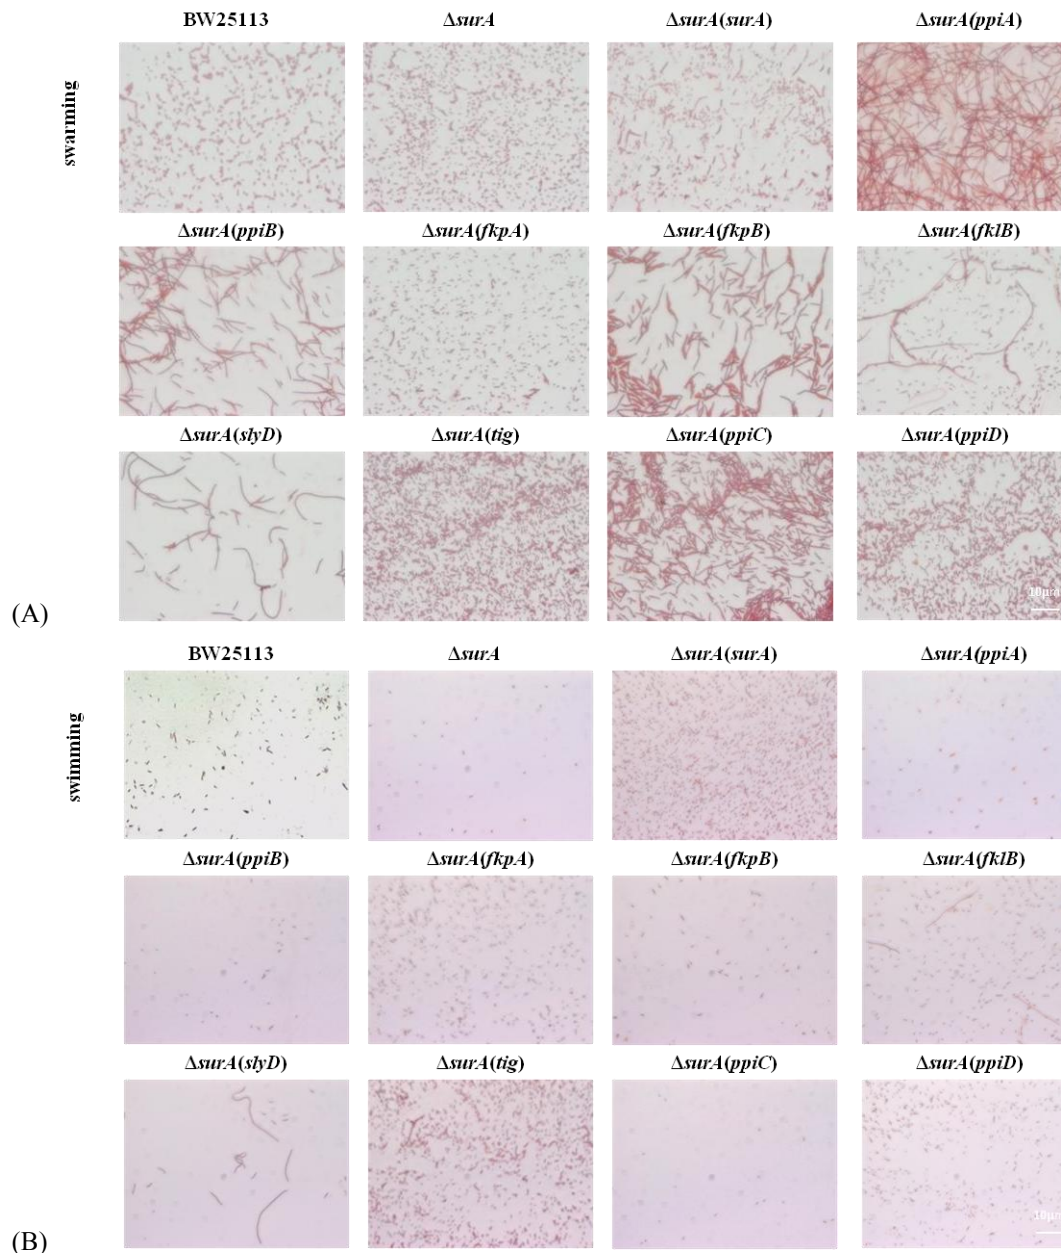 BW25113 ΔsurA ΔsurA(surA) ΔsurA(ppiA)
swarming
ΔsurA(ppiB) ΔsurA(fkpA) ΔsurA(fkpB) ΔsurA(fklB)
ΔsurA(slyD) ΔsurA(tig) ΔsurA(ppiC) ΔsurA(ppiD)
10μm
(A)
BW25113 ΔsurA ΔsurA(surA) ΔsurA(ppiA)
swimming
ΔsurA(ppiB) ΔsurA(fkpA) ΔsurA(fkpB) ΔsurA(fklB)
ΔsurA(slyD) ΔsurA(tig) ΔsurA(ppiC) ΔsurA(ppiD)
10μm
(B)